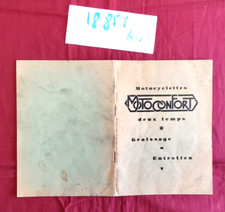 Motocyclettes
MOTOCONFORT
deux temps
Graissage
Entretien